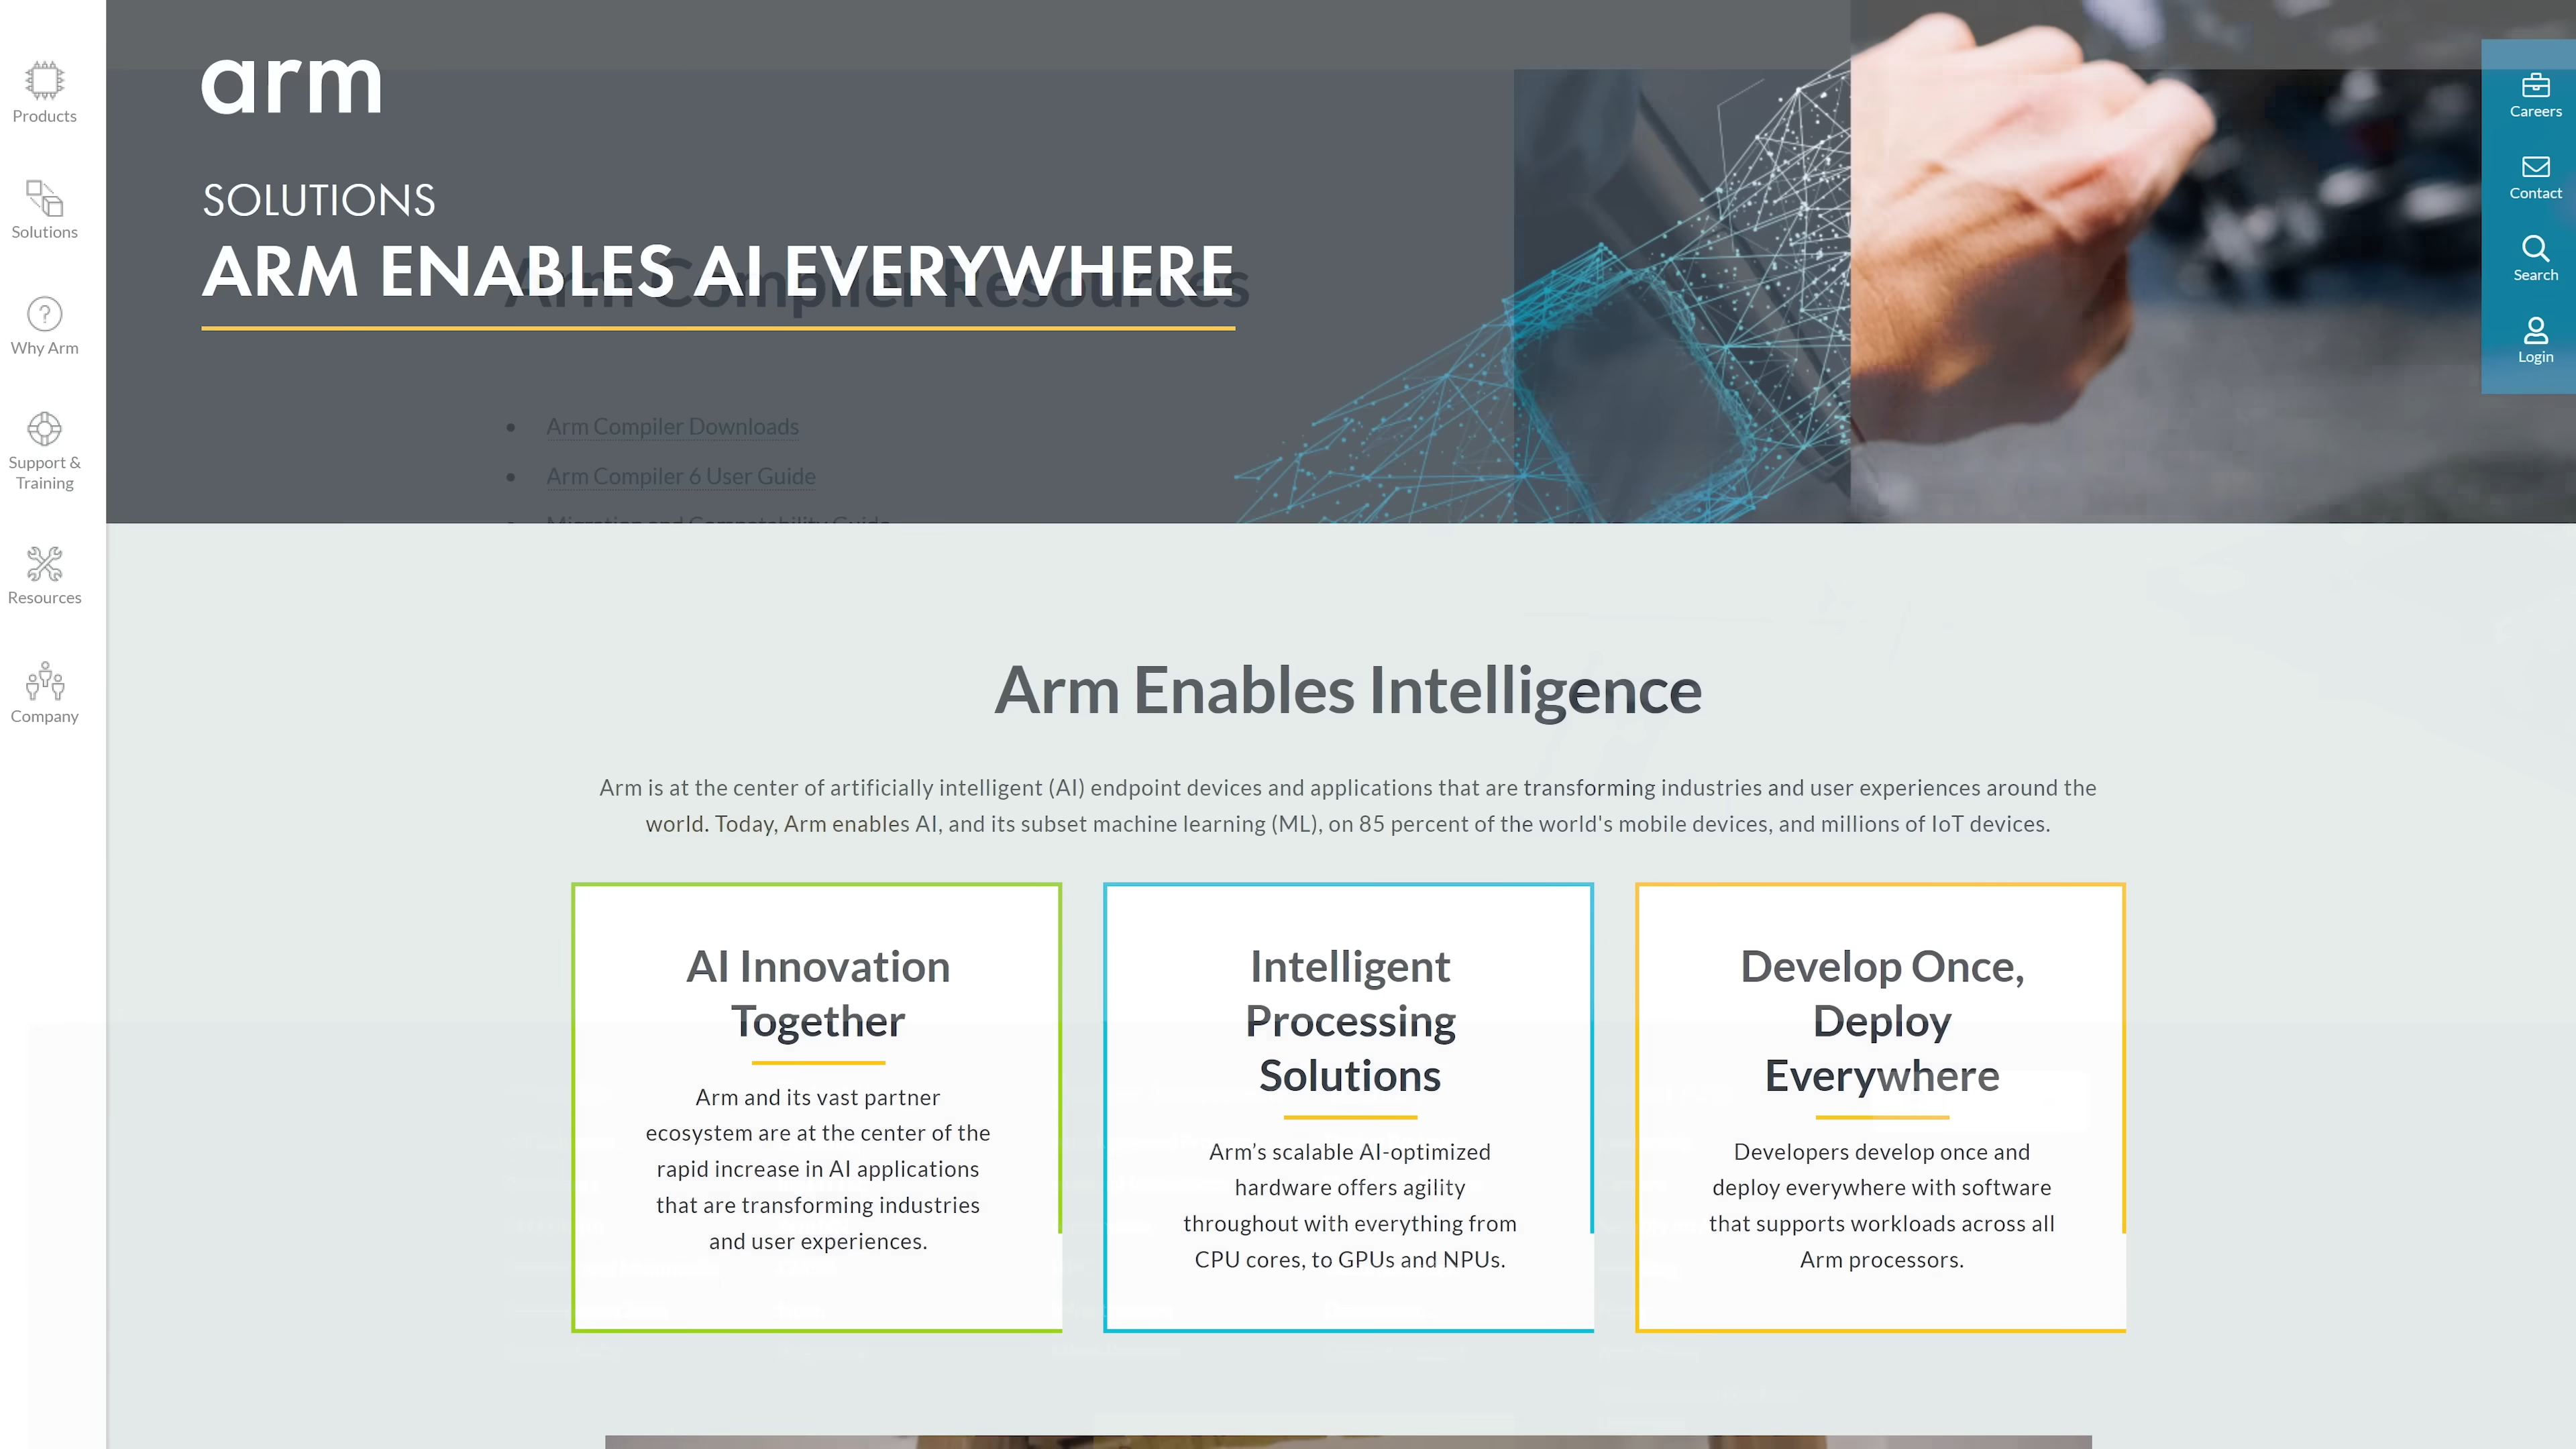 arm
SOLUTIONS
ARM ENABLES AI EVERYWHERE
Arm Compiler Resources
Arm Compiler Downloads
Arm Compiler 6 User Guide
Migration and Compatability Guide
Products
Solutions
Why Arm
Support &
Training
Resources
Company
Careers
Contact
Search
Login
Arm Enables Intelligence
Arm is at the center of artificially intelligent (AI) endpoint devices and applications that are transforming industries and user experiences around the
world. Today, Arm enables AI, and its subset machine learning (ML), on 85 percent of the world's mobile devices, and millions of IoT devices.
AI Innovation
Together
Arm and its vast partner
ecosystem are at the center of the
rapid increase in AI applications
that are transforming industries
and user experiences.
Intelligent
Processing
Solutions
Arm’s scalable AI-optimized
hardware offers agility
throughout with everything from
CPU cores, to GPUs and NPUs.
Develop Once,
Deploy
Everywhere
Developers develop once and
deploy everywhere with software
that supports workloads across all
Arm processors.